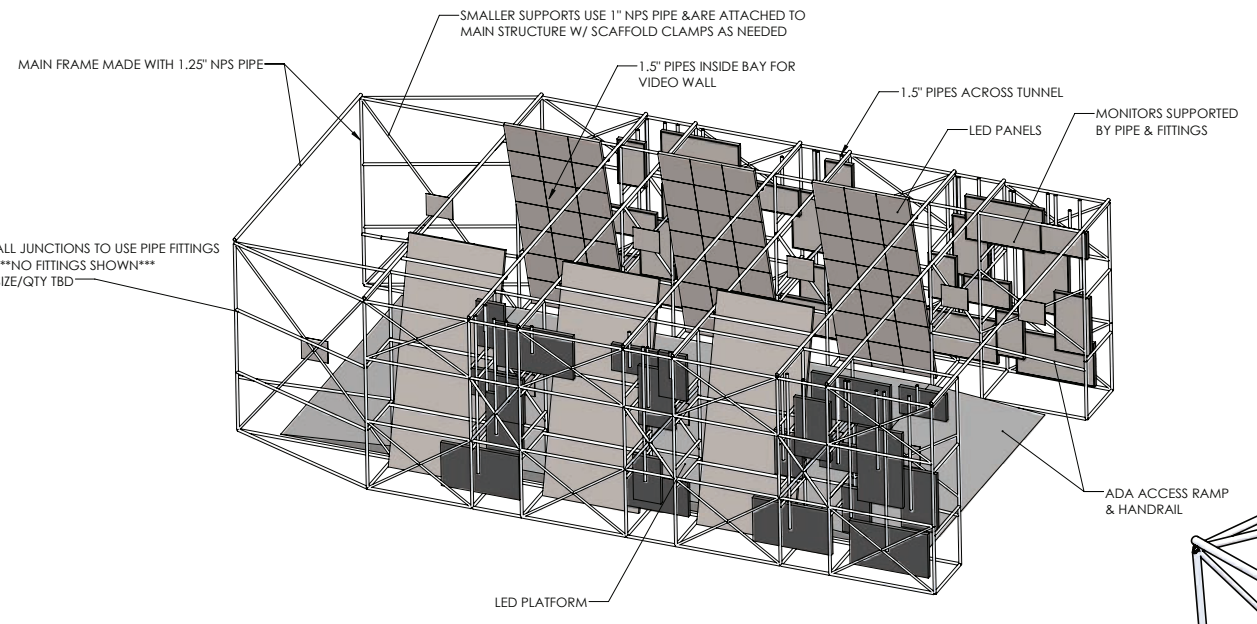 SMALLER SUPPORTS USE 1" NPS PIPE &ARE ATTACHED TO
MAIN STRUCTURE W/ SCAFFOLD CLAMPS AS NEEDED
MAIN FRAME MADE WITH 1.25" NPS PIPE
1.5" PIPES INSIDE BAY FOR
VIDEO WALL
1.5" PIPES ACROSS TUNNEL
MONITORS SUPPORTED
BY PIPE & FITTINGS
LED PANELS
ALL JUNCTIONS TO USE PIPE FITTINGS
**NO FITTINGS SHOWN***
SIZE/QTY TBD
ADA ACCESS RAMP
& HANDRAIL
LED PLATFORM